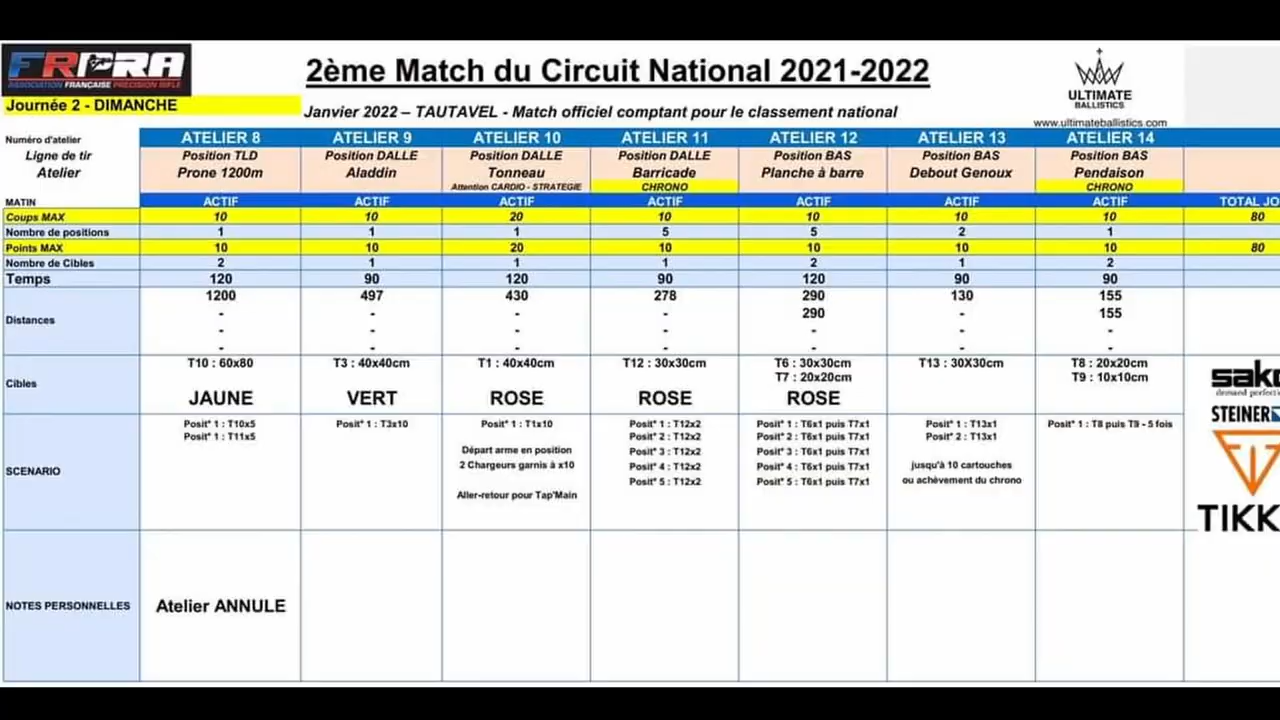 FRPRA
ASSOCIATION FRANÇAISE PRECISION RIFLE
2ème Match du Circuit National 2021-2022
ULTIMATE
BALLISTICS
www.ultimateballistics.com
Journée 2 - DIMANCHE
Janvier 2022 – TAUTAVEL - Match officiel comptant pour le classement national
Numéro d'atelier ATELIER 8 ATELIER 9 ATELIER 10 ATELIER 11 ATELIER 12 ATELIER 13 ATELIER 14
Ligne de tir Position TLD Position DALLE Position DALLE Position DALLE Position BAS Position BAS Position BAS
Atelier Prone 1200m Aladdin Tonneau Barricade Planche à barre Debout Genoux Pendaison
Attention CARDIO - STRATEGIE CHRONO CHRONO
MATIN ACTIF ACTIF ACTIF ACTIF ACTIF ACTIF ACTIF TOTAL JO
Coups MAX 10 10 20 10 10 10 10 80
Nombre de positions 1 1 1 5 5 2 1
Points MAX 10 10 20 10 10 10 10 80
Nombre de Cibles 2 1 1 1 2 1 2
Temps 120 90 120 90 120 90 90
Distances 1200 497 430 278 290 130 155
- - - - 290 - 155
- - - - - - -
- - - - - - -
Cibles T10 : 60x80 T3 : 40x40cm T1 : 40x40cm T12 : 30x30cm T6 : 30x30cm T13 : 30X30cm T8 : 20x20cm
T7 : 20x20cm T9 : 10x10cm
JAUNE VERT ROSE ROSE ROSE
sako
demand perfection
STEINER
TIKK
SCENARIO
Posit° 1 : T10x5
Posit° 1 : T11x5
Posit° 1 : T3x10
Posit° 1 : T1x10
Départ arme en position
2 Chargeurs garnis à x10
Aller-retour pour Tap'Main
Posit° 1 : T12x2
Posit° 2 : T12x2
Posit° 3 : T12x2
Posit° 4 : T12x2
Posit° 5 : T12x2
Posit° 1 : T6x1 puis T7x1
Posit° 2 : T6x1 puis T7x1
Posit° 3 : T6x1 puis T7x1
Posit° 4 : T6x1 puis T7x1
Posit° 5 : T6x1 puis T7x1
Posit° 1 : T13x1
Posit° 2 : T13x1
jusqu'à 10 cartouches
ou achèvement du chrono
Posit° 1 : T8 puis T9 - 5 fois
NOTES PERSONNELLES Atelier ANNULE